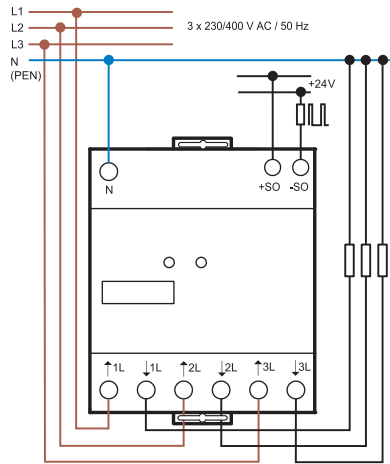 L1
L2 3 x 230/400 V AC / 50 Hz
L3
N
(PEN)
+24V
N +SO -SO
1L 1L 2L 2L 3L 3L